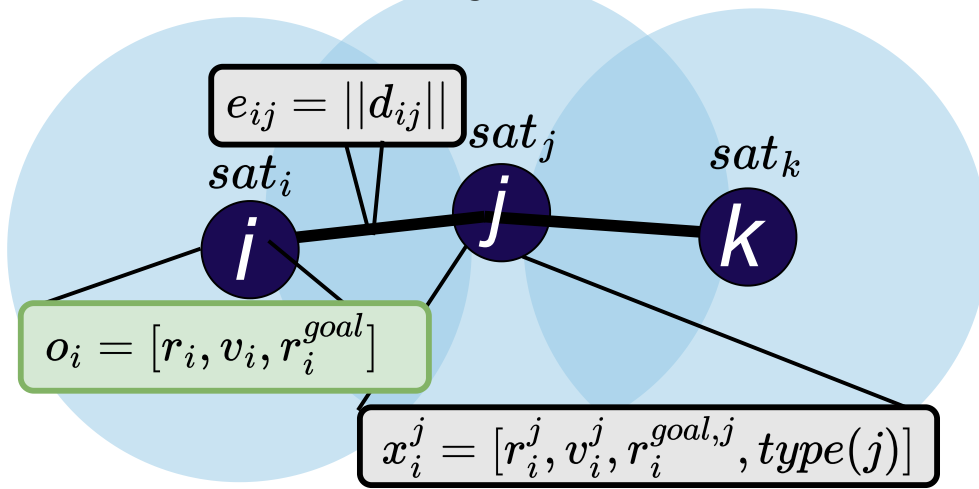 e_{ij} = ||d_{ij}||
sat_i
sat_j
sat_k
i
j
k
o_i = [r_i, v_i, r_i^{goal}]
x_i^j = [r_i^j, v_i^j, r_i^{goal,j}, type(j)]